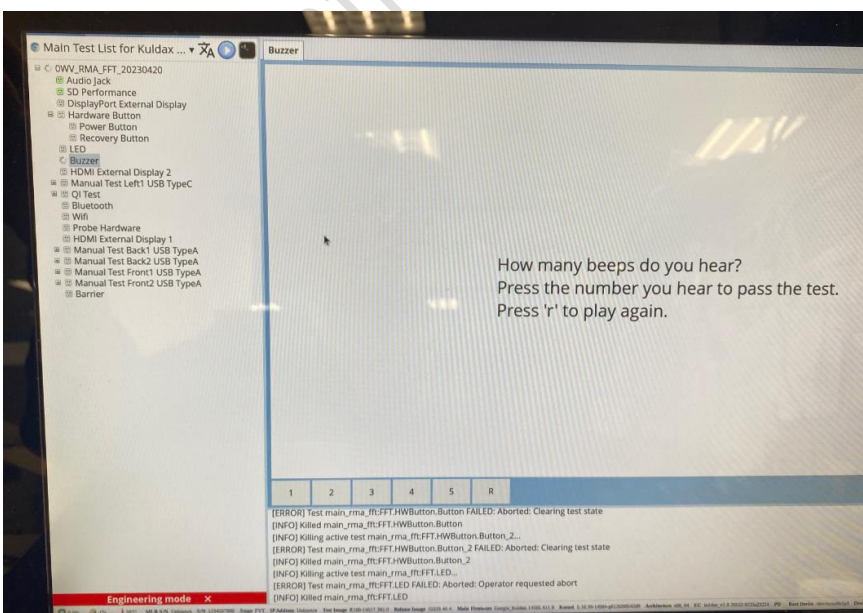 Main Test List for Kuldax ...
0WV_RMA_FFT_20230420
Audio Jack
SD Performance
DisplayPort External Display
Hardware Button
Power Button
Recovery Button
LED
Buzzer
HDMI External Display 2
Manual Test Left1 USB TypeC
QI Test
Bluetooth
Wifi
Probe Hardware
HDMI External Display 1
Manual Test Back1 USB TypeA
Manual Test Back2 USB TypeA
Manual Test Front1 USB TypeA
Manual Test Front2 USB TypeA
Barrier
Engineering mode X
Buzzer
How many beeps do you hear?
Press the number you hear to pass the test.
Press 'r' to play again.
1 2 3 4 5 R
[ERROR] Test main_rma_fft:FFT.HWButton.Button FAILED: Aborted: Clearing test state
[INFO] Killed main_rma_fft:FFT.HWButton.Button
[INFO] Killing active test main_rma_fft:FFT.HWButton.Button_2...
[ERROR] Test main_rma_fft:FFT.HWButton.Button_2 FAILED: Aborted: Clearing test state
[INFO] Killed main_rma_fft:FFT.HWButton.Button_2
[INFO] Killing active test main_rma_fft:FFT.LED...
[ERROR] Test main_rma_fft:FFT.LED FAILED: Aborted: Operator requested abort
[INFO] Killed main_rma_fft:FFT.LED